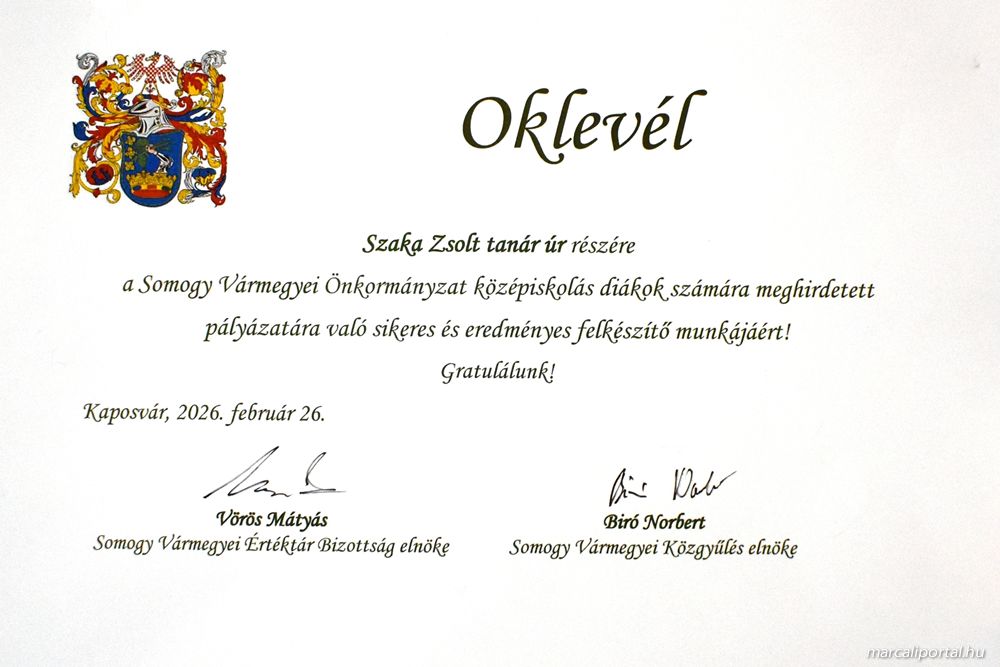 Oklevél
Szaka Zsolt tanár úr részére
a Somogy Vármegyei Önkormányzat középiskolás diákok számára meghirdetett
pályázatára való sikeres és eredményes felkészítő munkájáért!
Gratulálunk!
Kaposvár, 2026. február 26.
Biró Norbert
Vörös Mátyás
Somogy Vármegyei Értéktár Bizottság elnöke
Biró Norbert
Somogy Vármegyei Közgyűlés elnöke
marcaliportal.hu